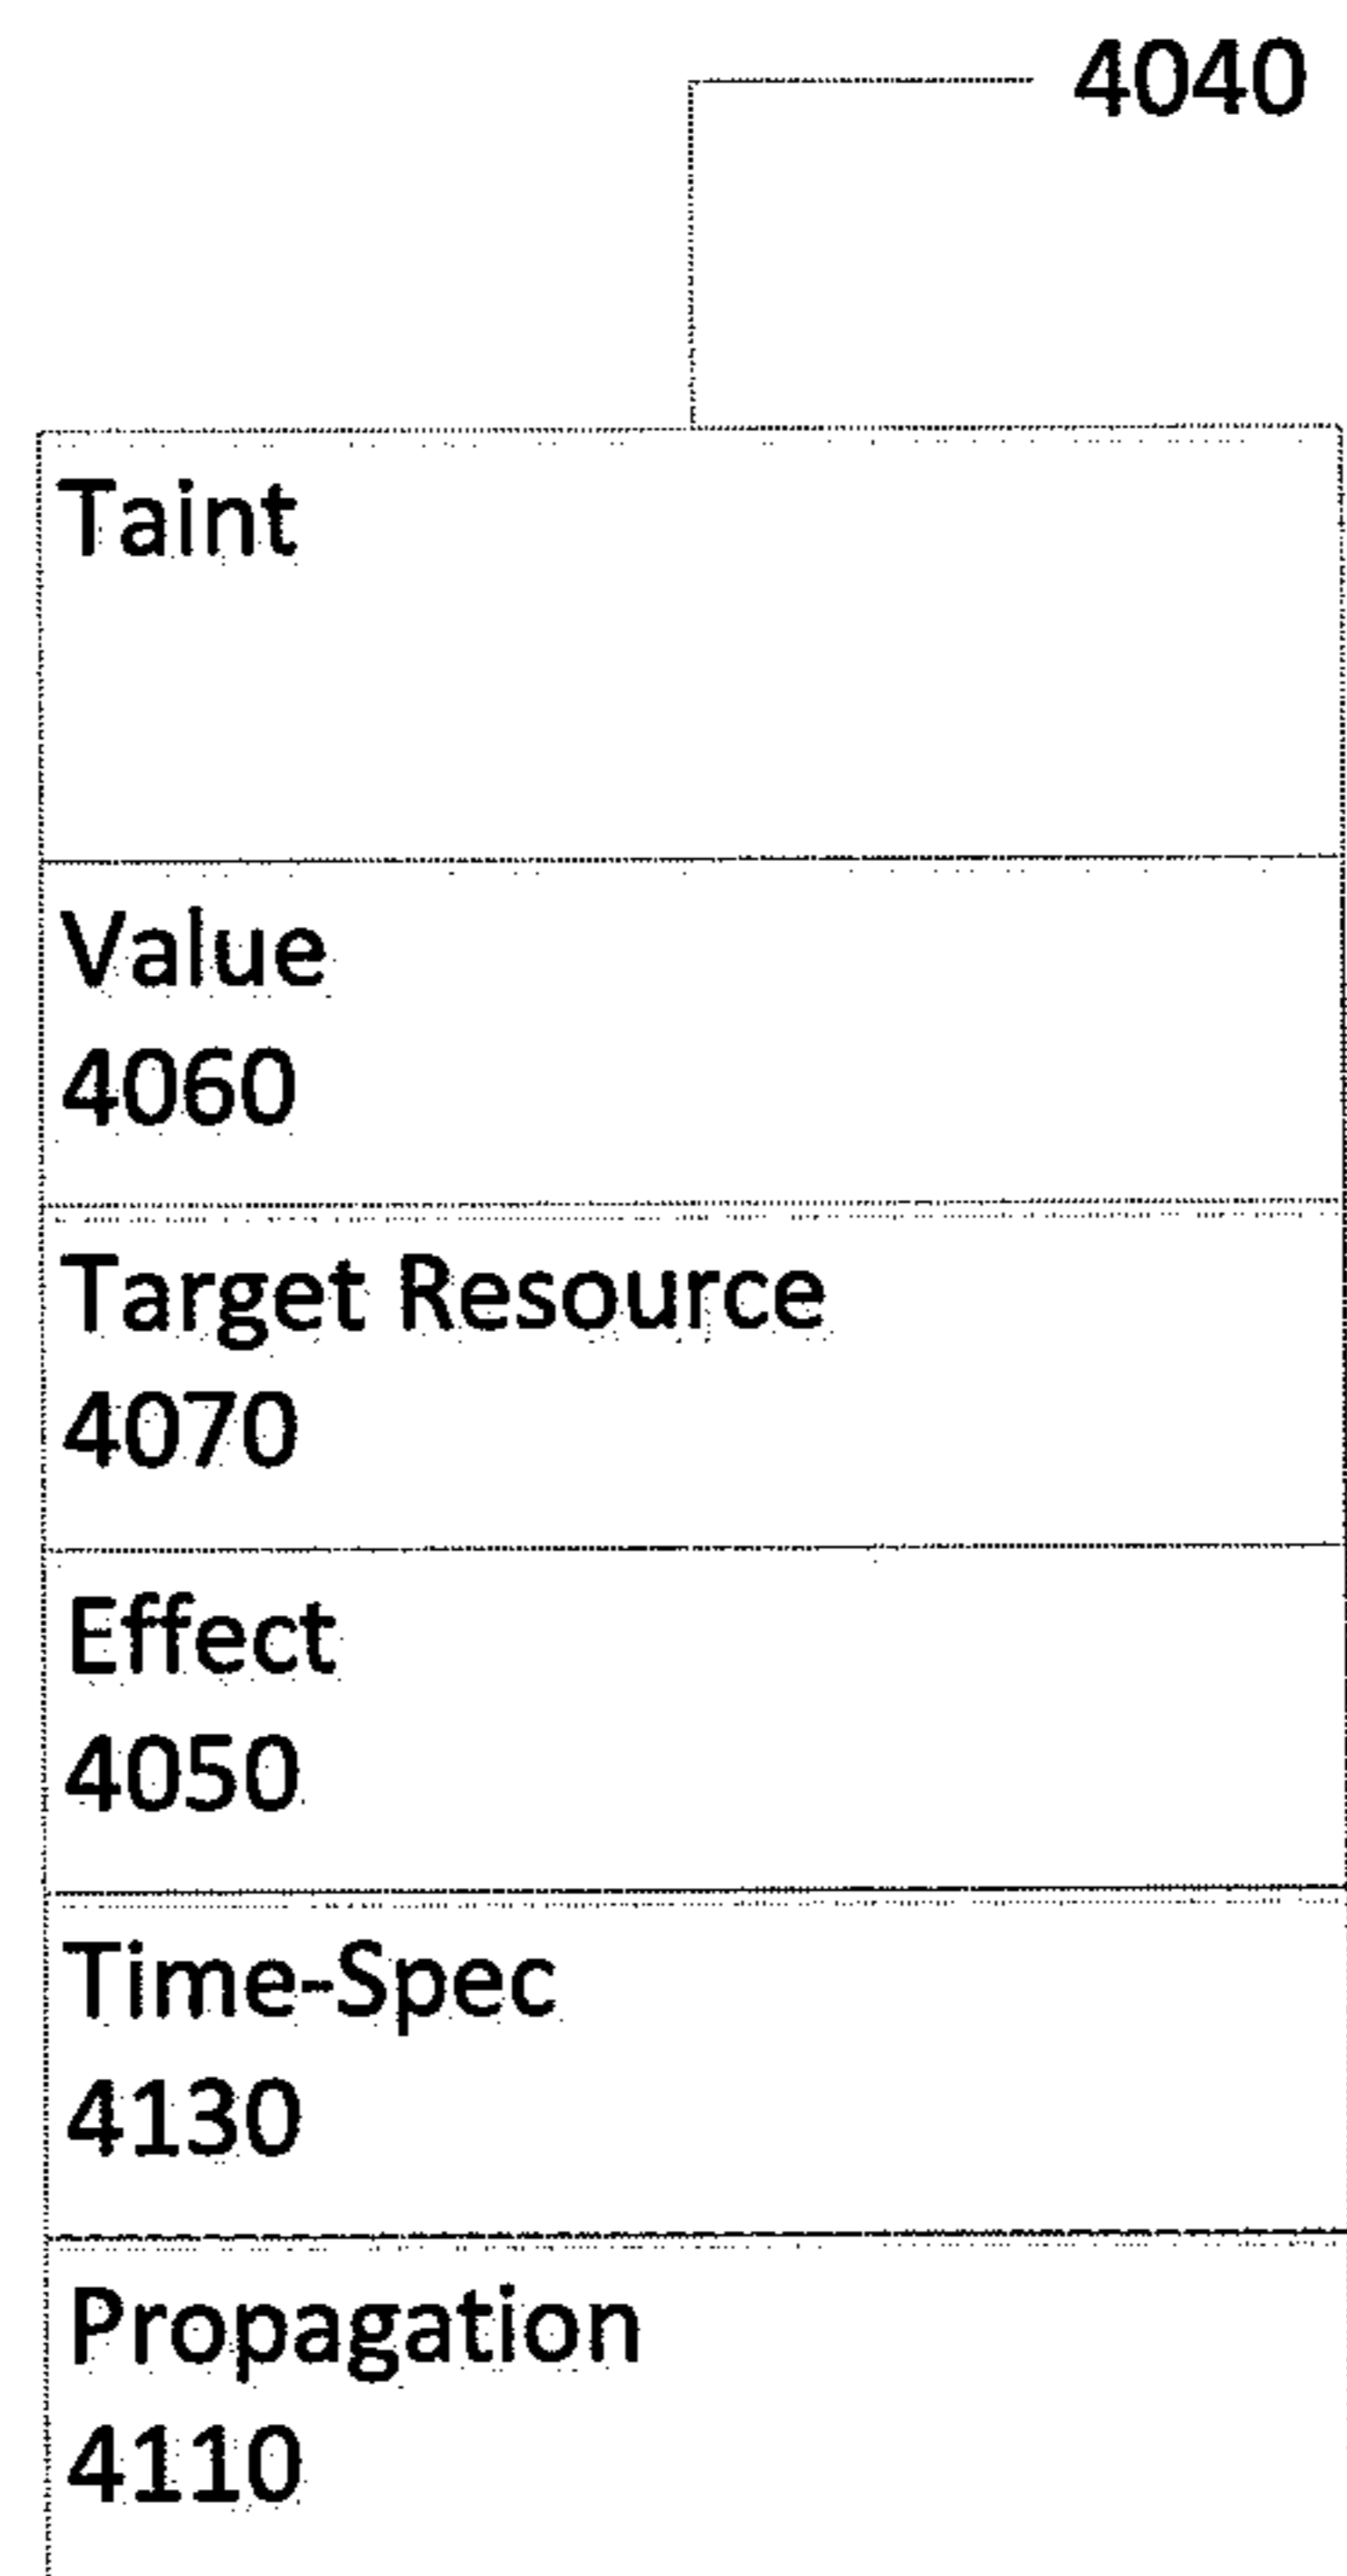 4040
Taint
Value
4060
Target Resource
4070
Effect
4050
Time-Spec
4130
Propagation
4110